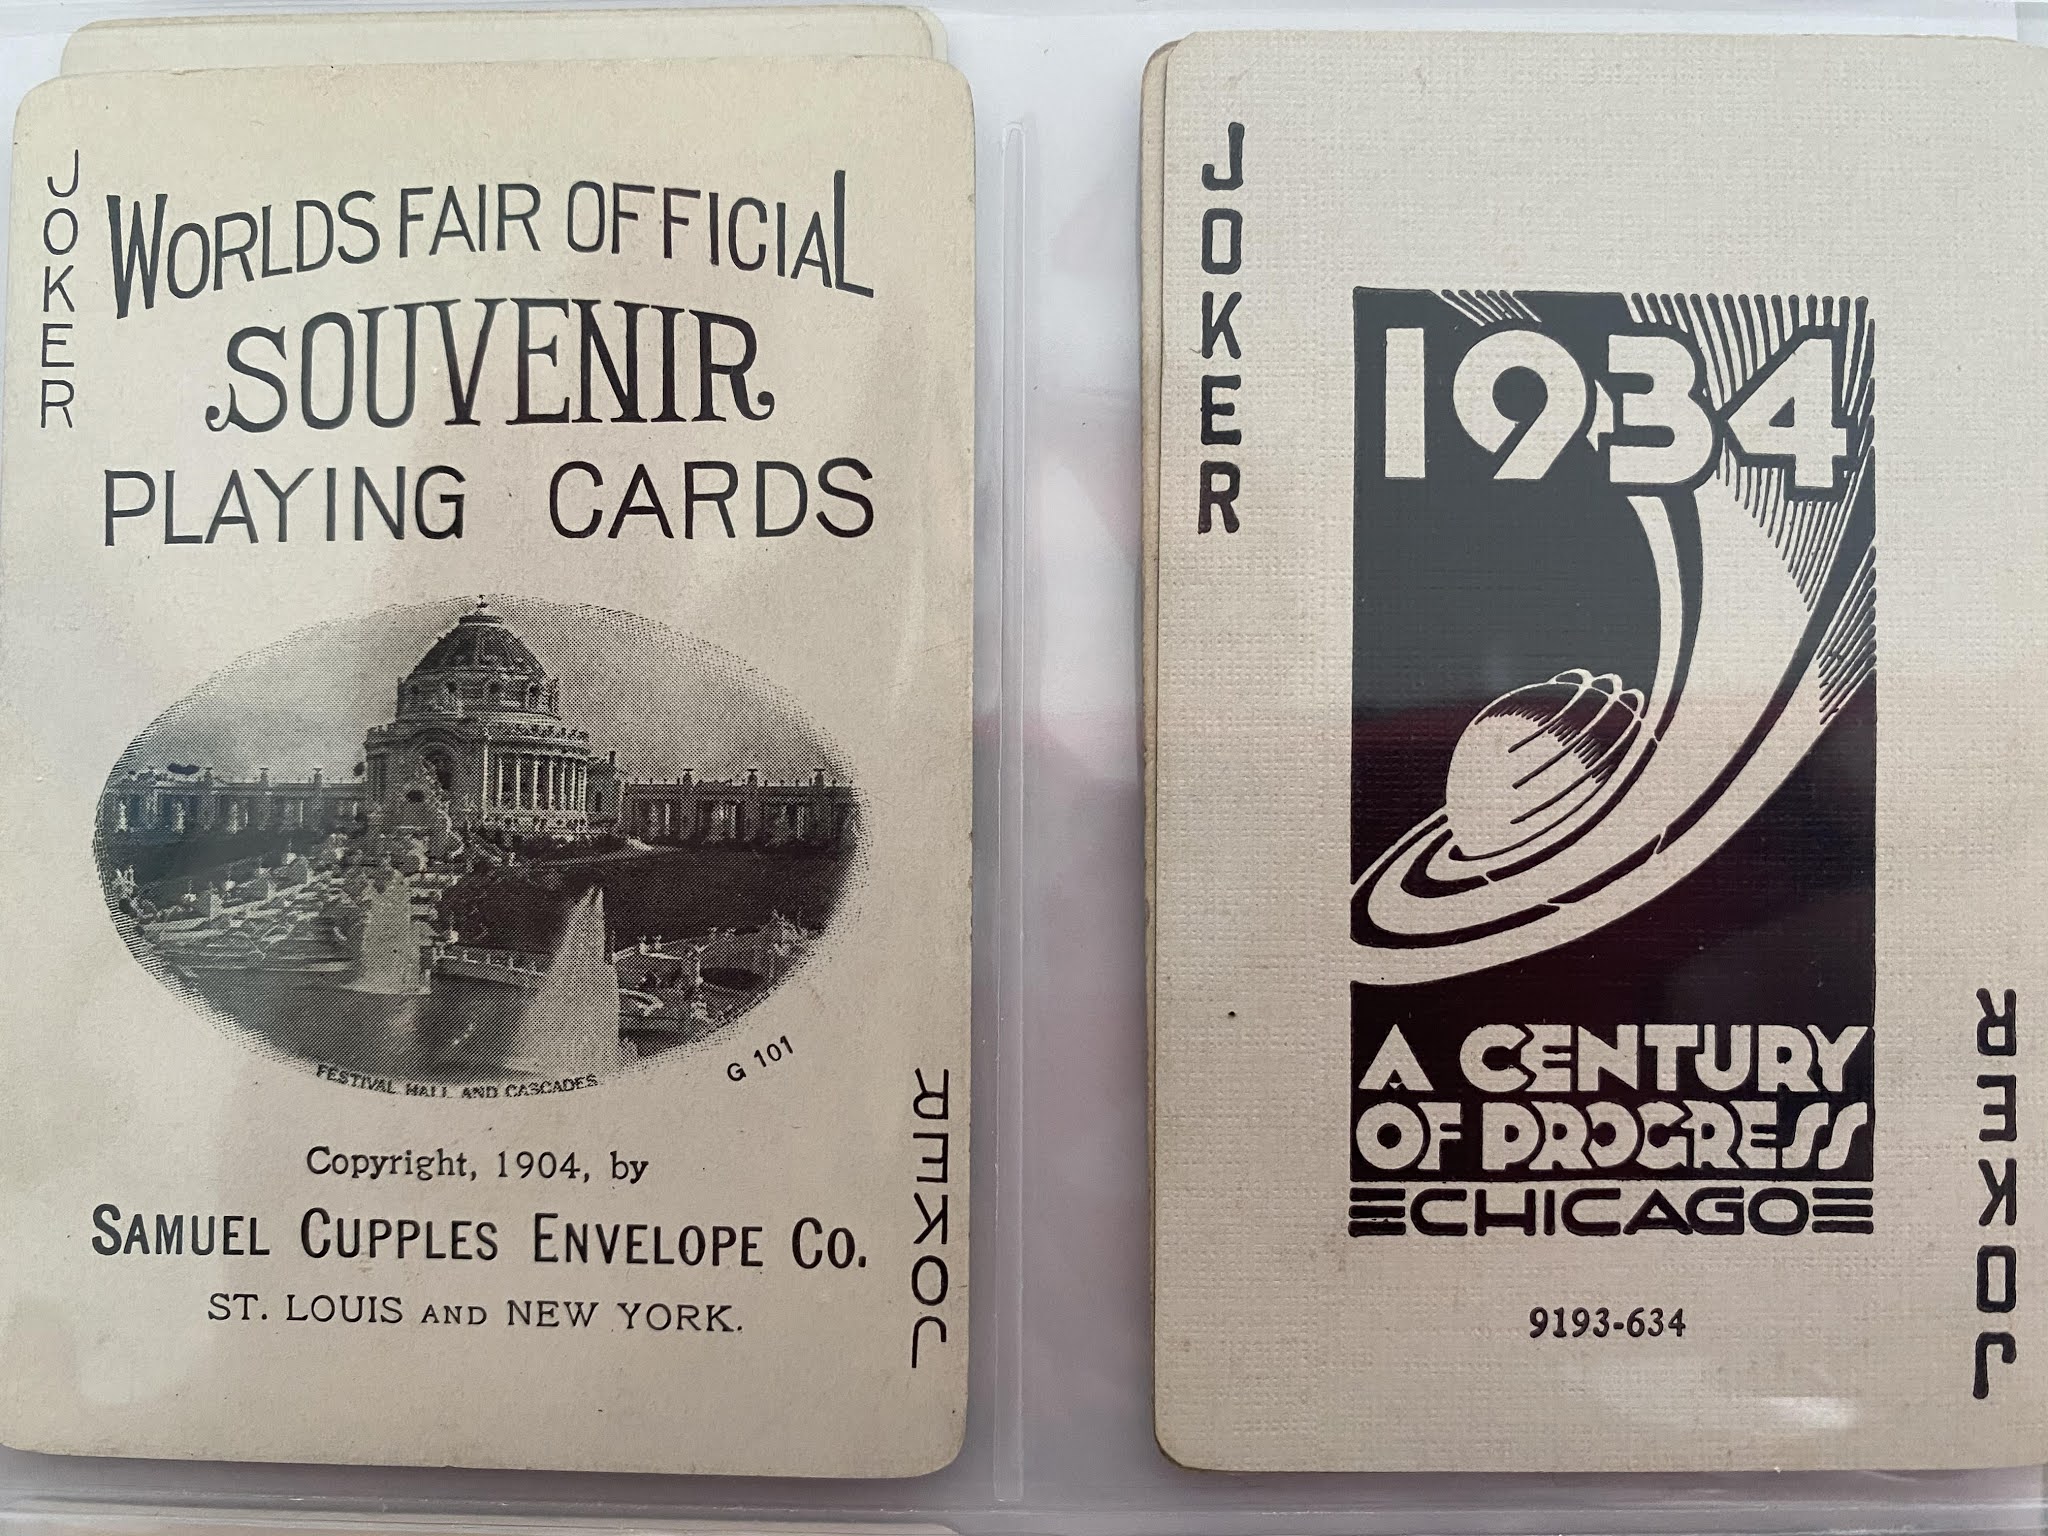 JOKER
WORLDS FAIR OFFICIAL
SOUVENIR
PLAYING CARDS
FESTIVAL HALL AND CASCADES
G 101
Copyright, 1904, by
SAMUEL CUPPLES ENVELOPE CO.
ST. LOUIS AND NEW YORK.
JOKER
JOKER
1934
A CENTURY
OF PROGRESS
CHICAGO
9193-634
JOKER